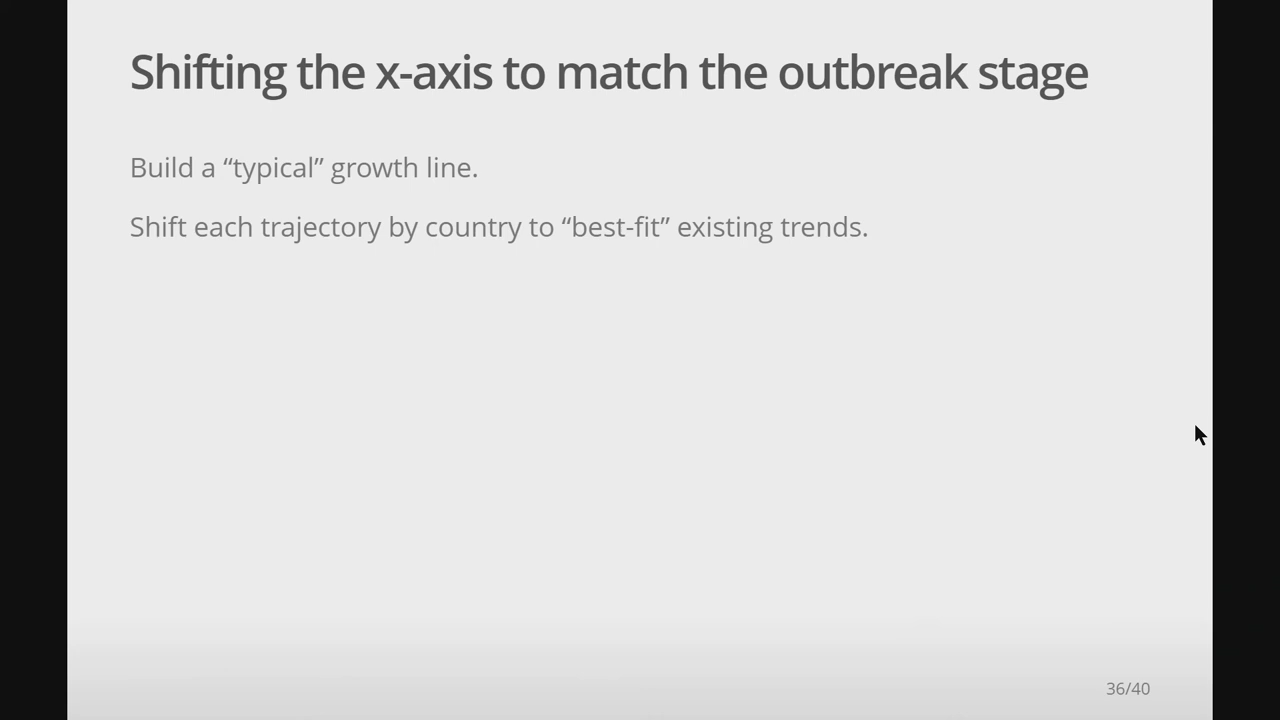 Shifting the x-axis to match the outbreak stage
Build a “typical” growth line.
Shift each trajectory by country to “best-fit” existing trends.
36/40